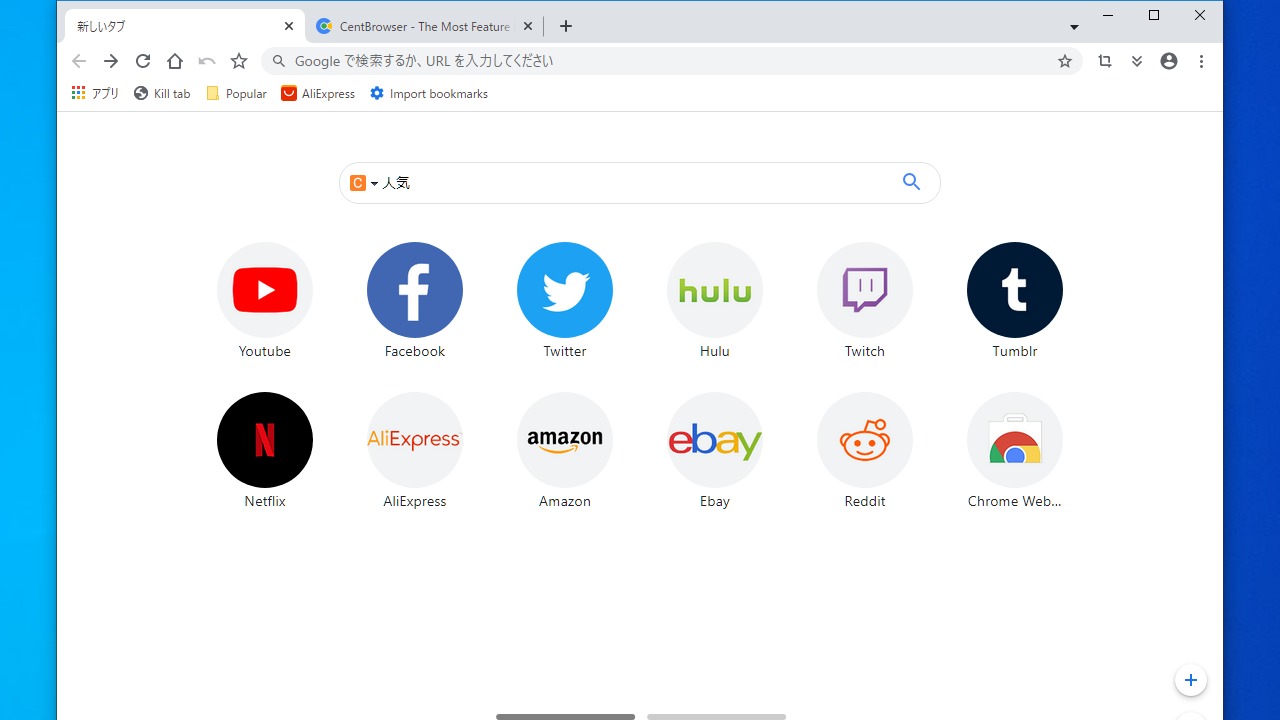 新しいタブ
CentBrowser - The Most Feature
Google で検索するか、URL を入力してください
アプリ
Kill tab
Popular
AliExpress
Import bookmarks
C 人気
hulu
Youtube
Facebook
Twitter
Hulu
Twitch
Tumblr
N
AliExpress
amazon
ebay
Netflix
AliExpress
Amazon
Ebay
Reddit
Chrome Web...